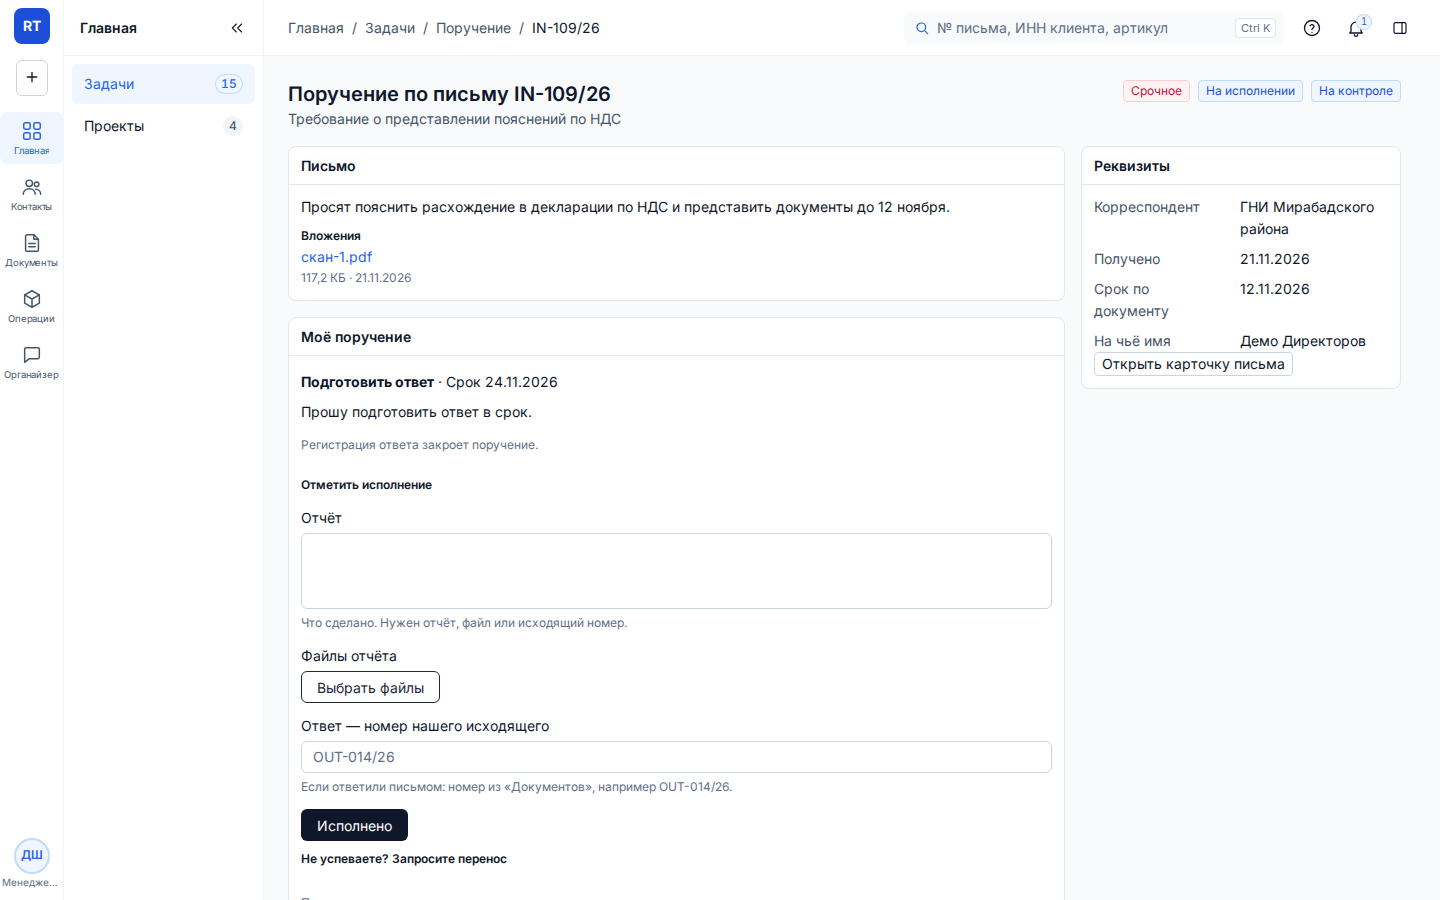 RT
Главная
Главная / Задачи / Поручение / IN-109/26
№ письма, ИНН клиента, артикул
Ctrl K
1
Главная
Контакты
Документы
Операции
Органайзер
ДШ
Менедже...
Задачи
15
Проекты
4
Поручение по письму IN-109/26
Требование о представлении пояснений по НДС
Срочное
На исполнении
На контроле
Письмо
Просят пояснить расхождение в декларации по НДС и представить документы до 12 ноября.
Вложения
скан-1.pdf
117,2 КБ · 21.11.2026
Моё поручение
Подготовить ответ · Срок 24.11.2026
Прошу подготовить ответ в срок.
Регистрация ответа закроет поручение.
Отметить исполнение
Отчёт
Что сделано. Нужен отчёт, файл или исходящий номер.
Файлы отчёта
Выбрать файлы
Ответ — номер нашего исходящего
OUT-014/26
Если ответили письмом: номер из «Документов», например OUT-014/26.
Исполнено
Не успеваете? Запросите перенос
Реквизиты
Корреспондент
ГНИ Мирабадского
района
Получено
21.11.2026
Срок по
документу
12.11.2026
На чьё имя
Демо Директоров
Открыть карточку письма